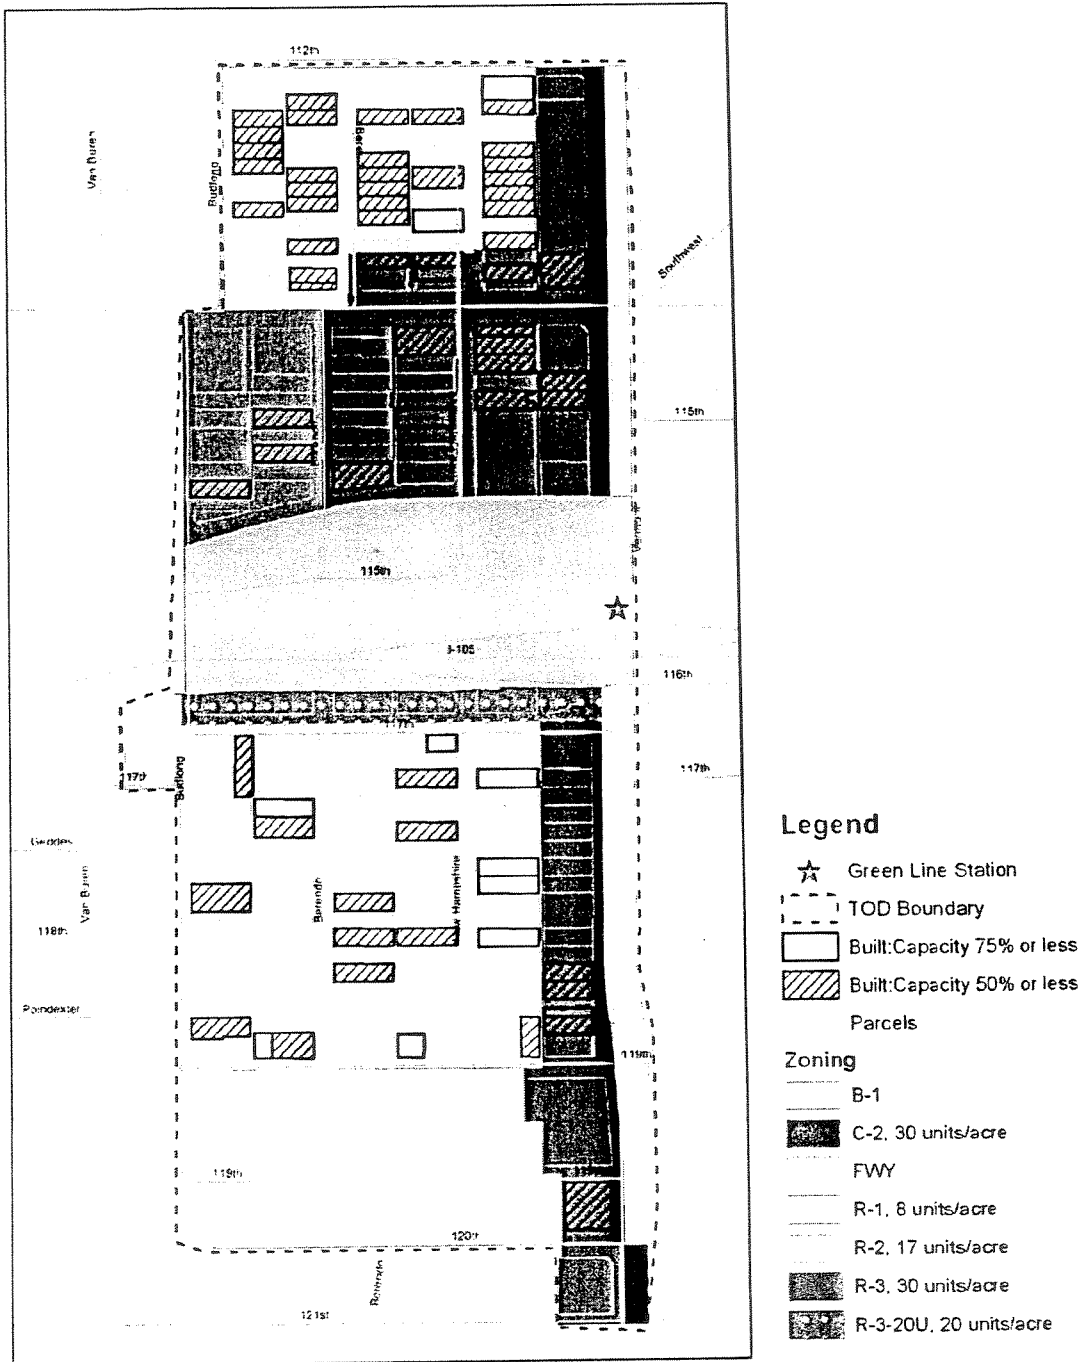 112th
Van Buren
Budlong
Bere
Southwest
115th
115th
I-105
116th
117th
117th
117th
Budlong
Geddes
Van Buren
Berendo
w Hampshire
118th
Poindexter
119th
119th
120th
Berendo
121st
Legend
Green Line Station
TOD Boundary
Built:Capacity 75% or less
Built:Capacity 50% or less
Parcels
Zoning
B-1
C-2, 30 units/acre
FWY
R-1, 8 units/acre
R-2, 17 units/acre
R-3, 30 units/acre
R-3-20U, 20 units/acre